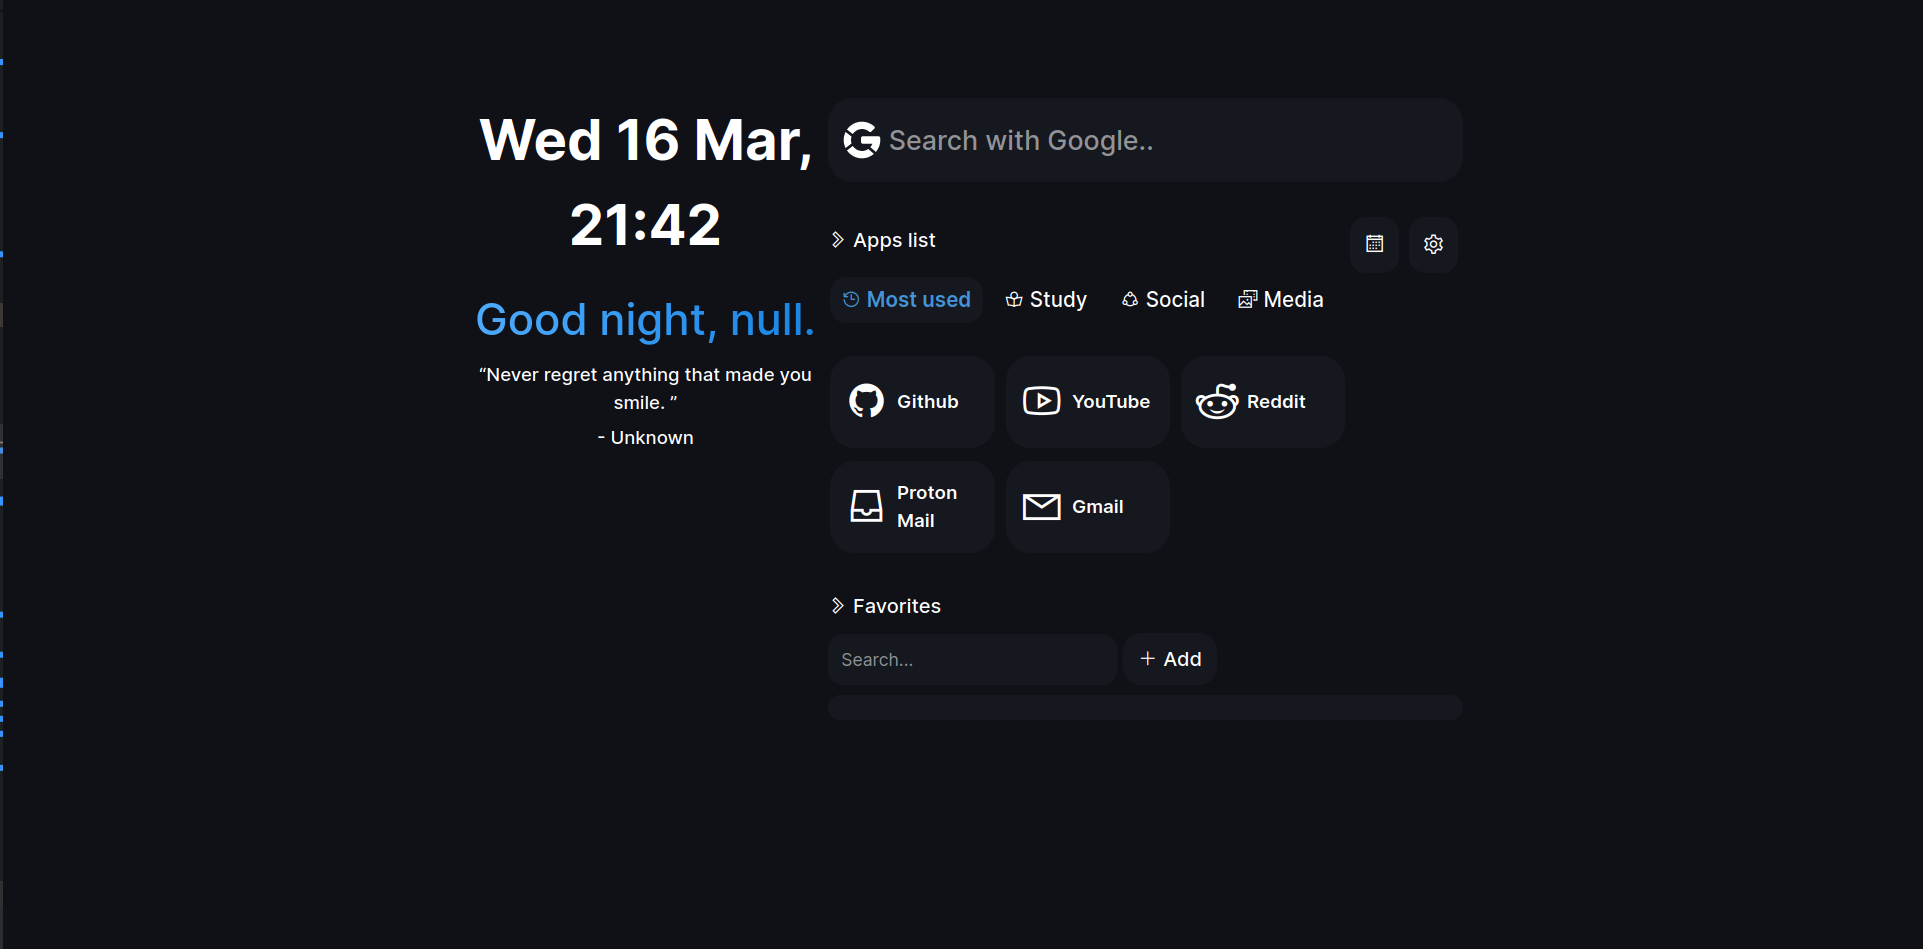 Wed 16 Mar,
21:42
Good night, null.
“Never regret anything that made you
smile. ”
- Unknown
Search with Google..
Apps list
Most used
Study
Social
Media
Github
YouTube
Reddit
Proton
Mail
Gmail
Favorites
Search...
+ Add